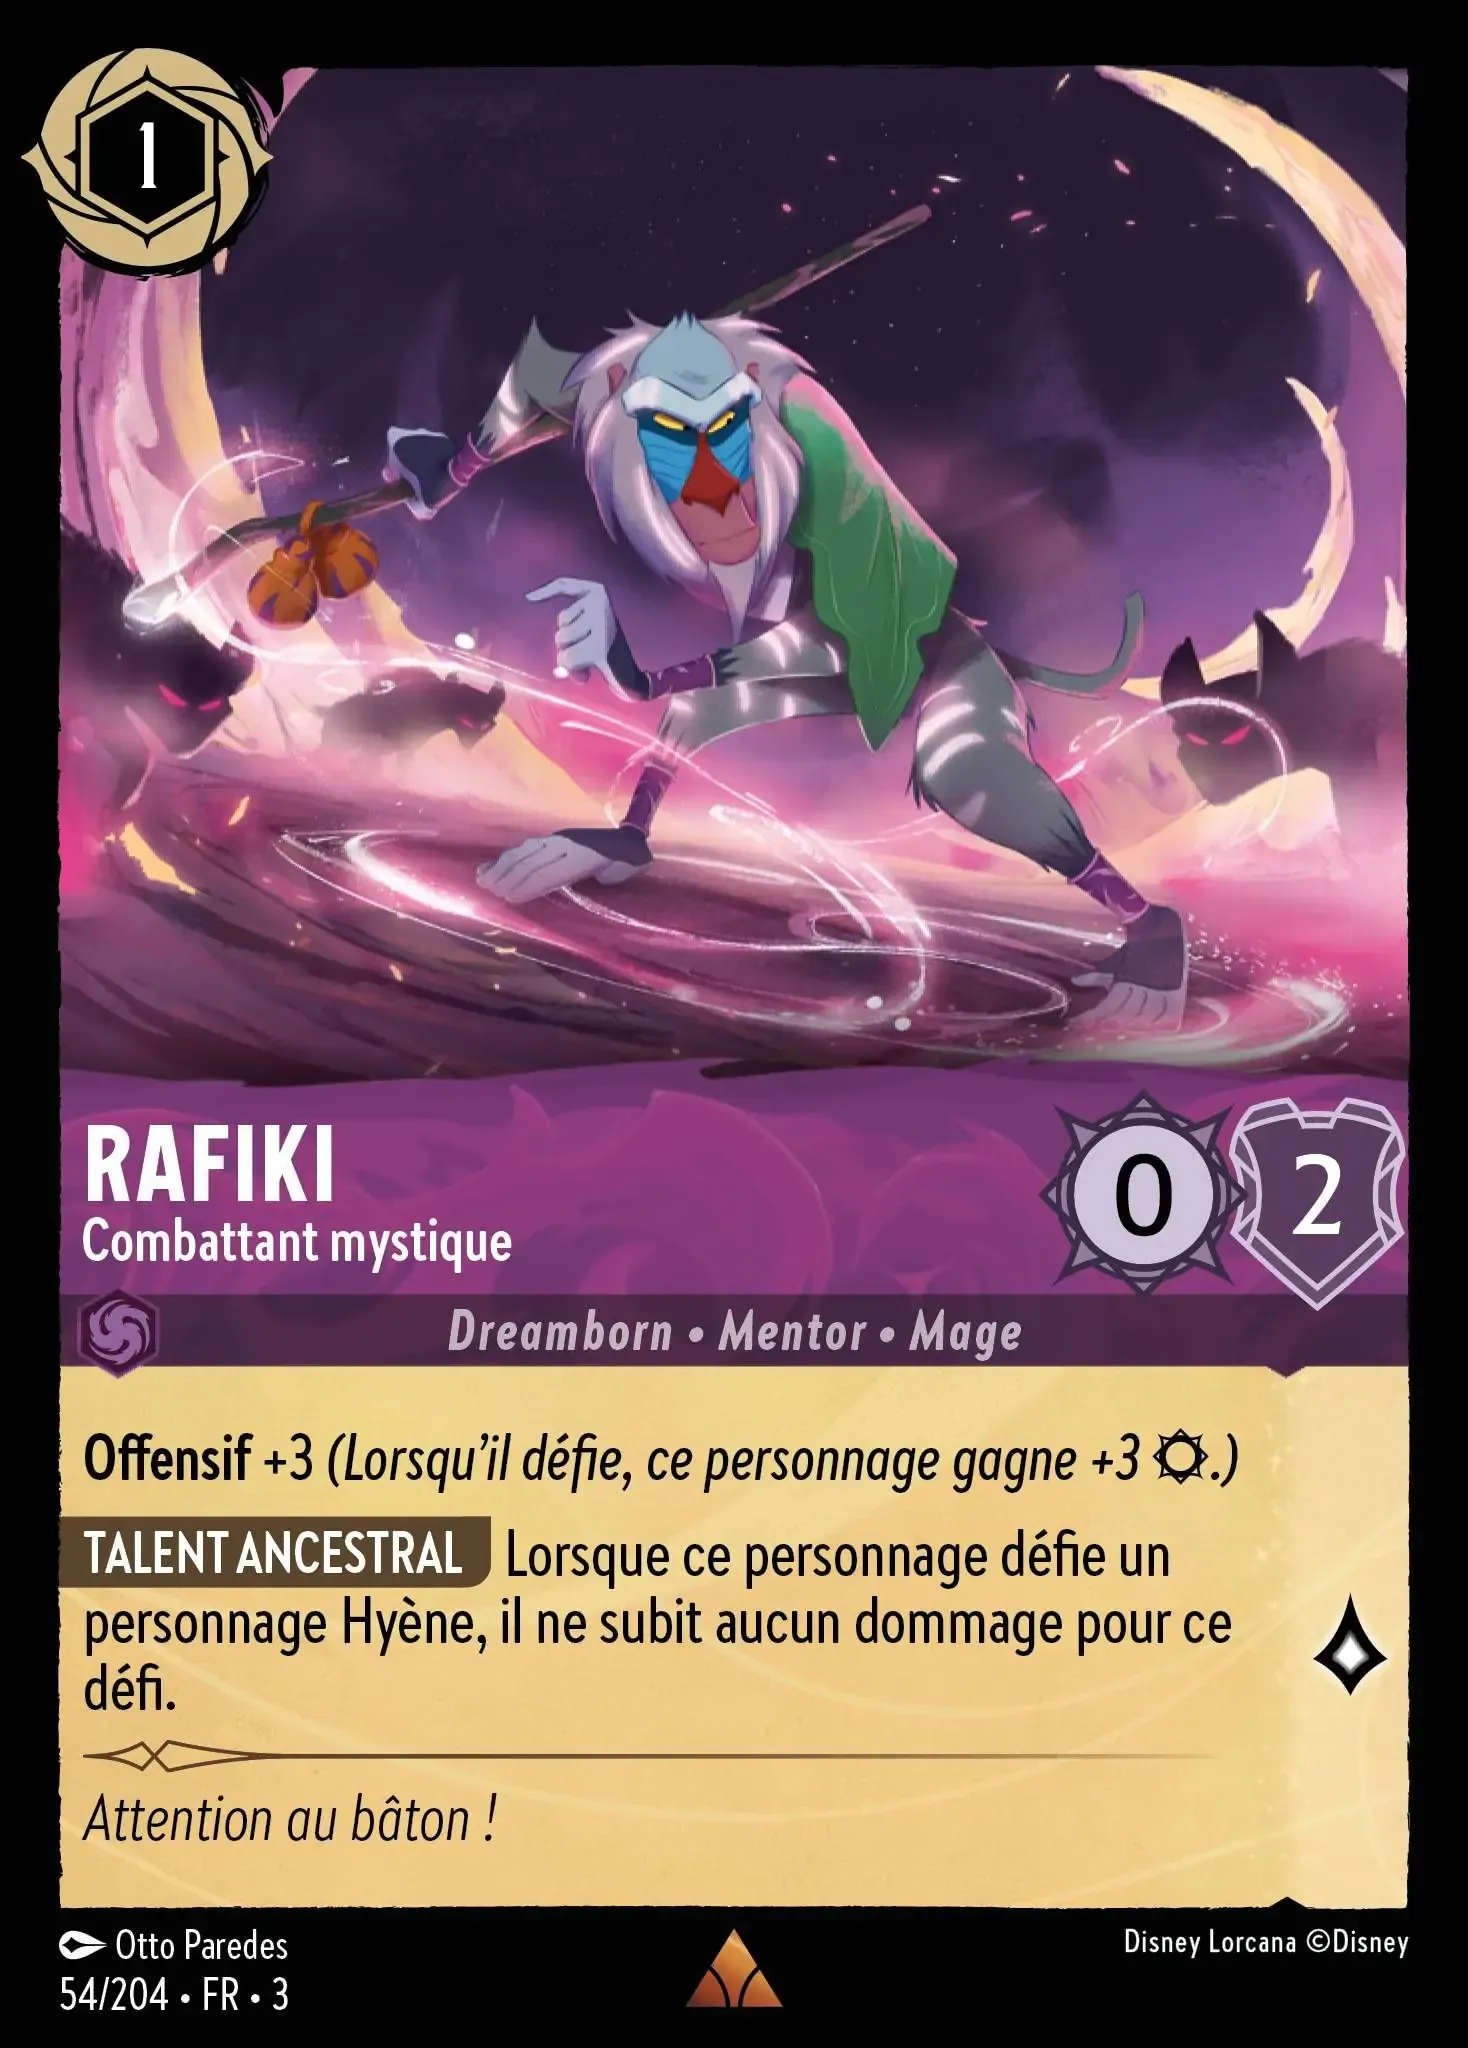 1
RAFIKI
Combattant mystique
0
2
Dreamborn • Mentor • Mage
Offensif +3 (Lorsqu’il défie, ce personnage gagne +3 .)
TALENT ANCESTRAL Lorsque ce personnage défie un
personnage Hyène, il ne subit aucun dommage pour ce
défi.
Attention au bâton !
Otto Paredes
Disney Lorcana ©Disney
54/204 • FR • 3